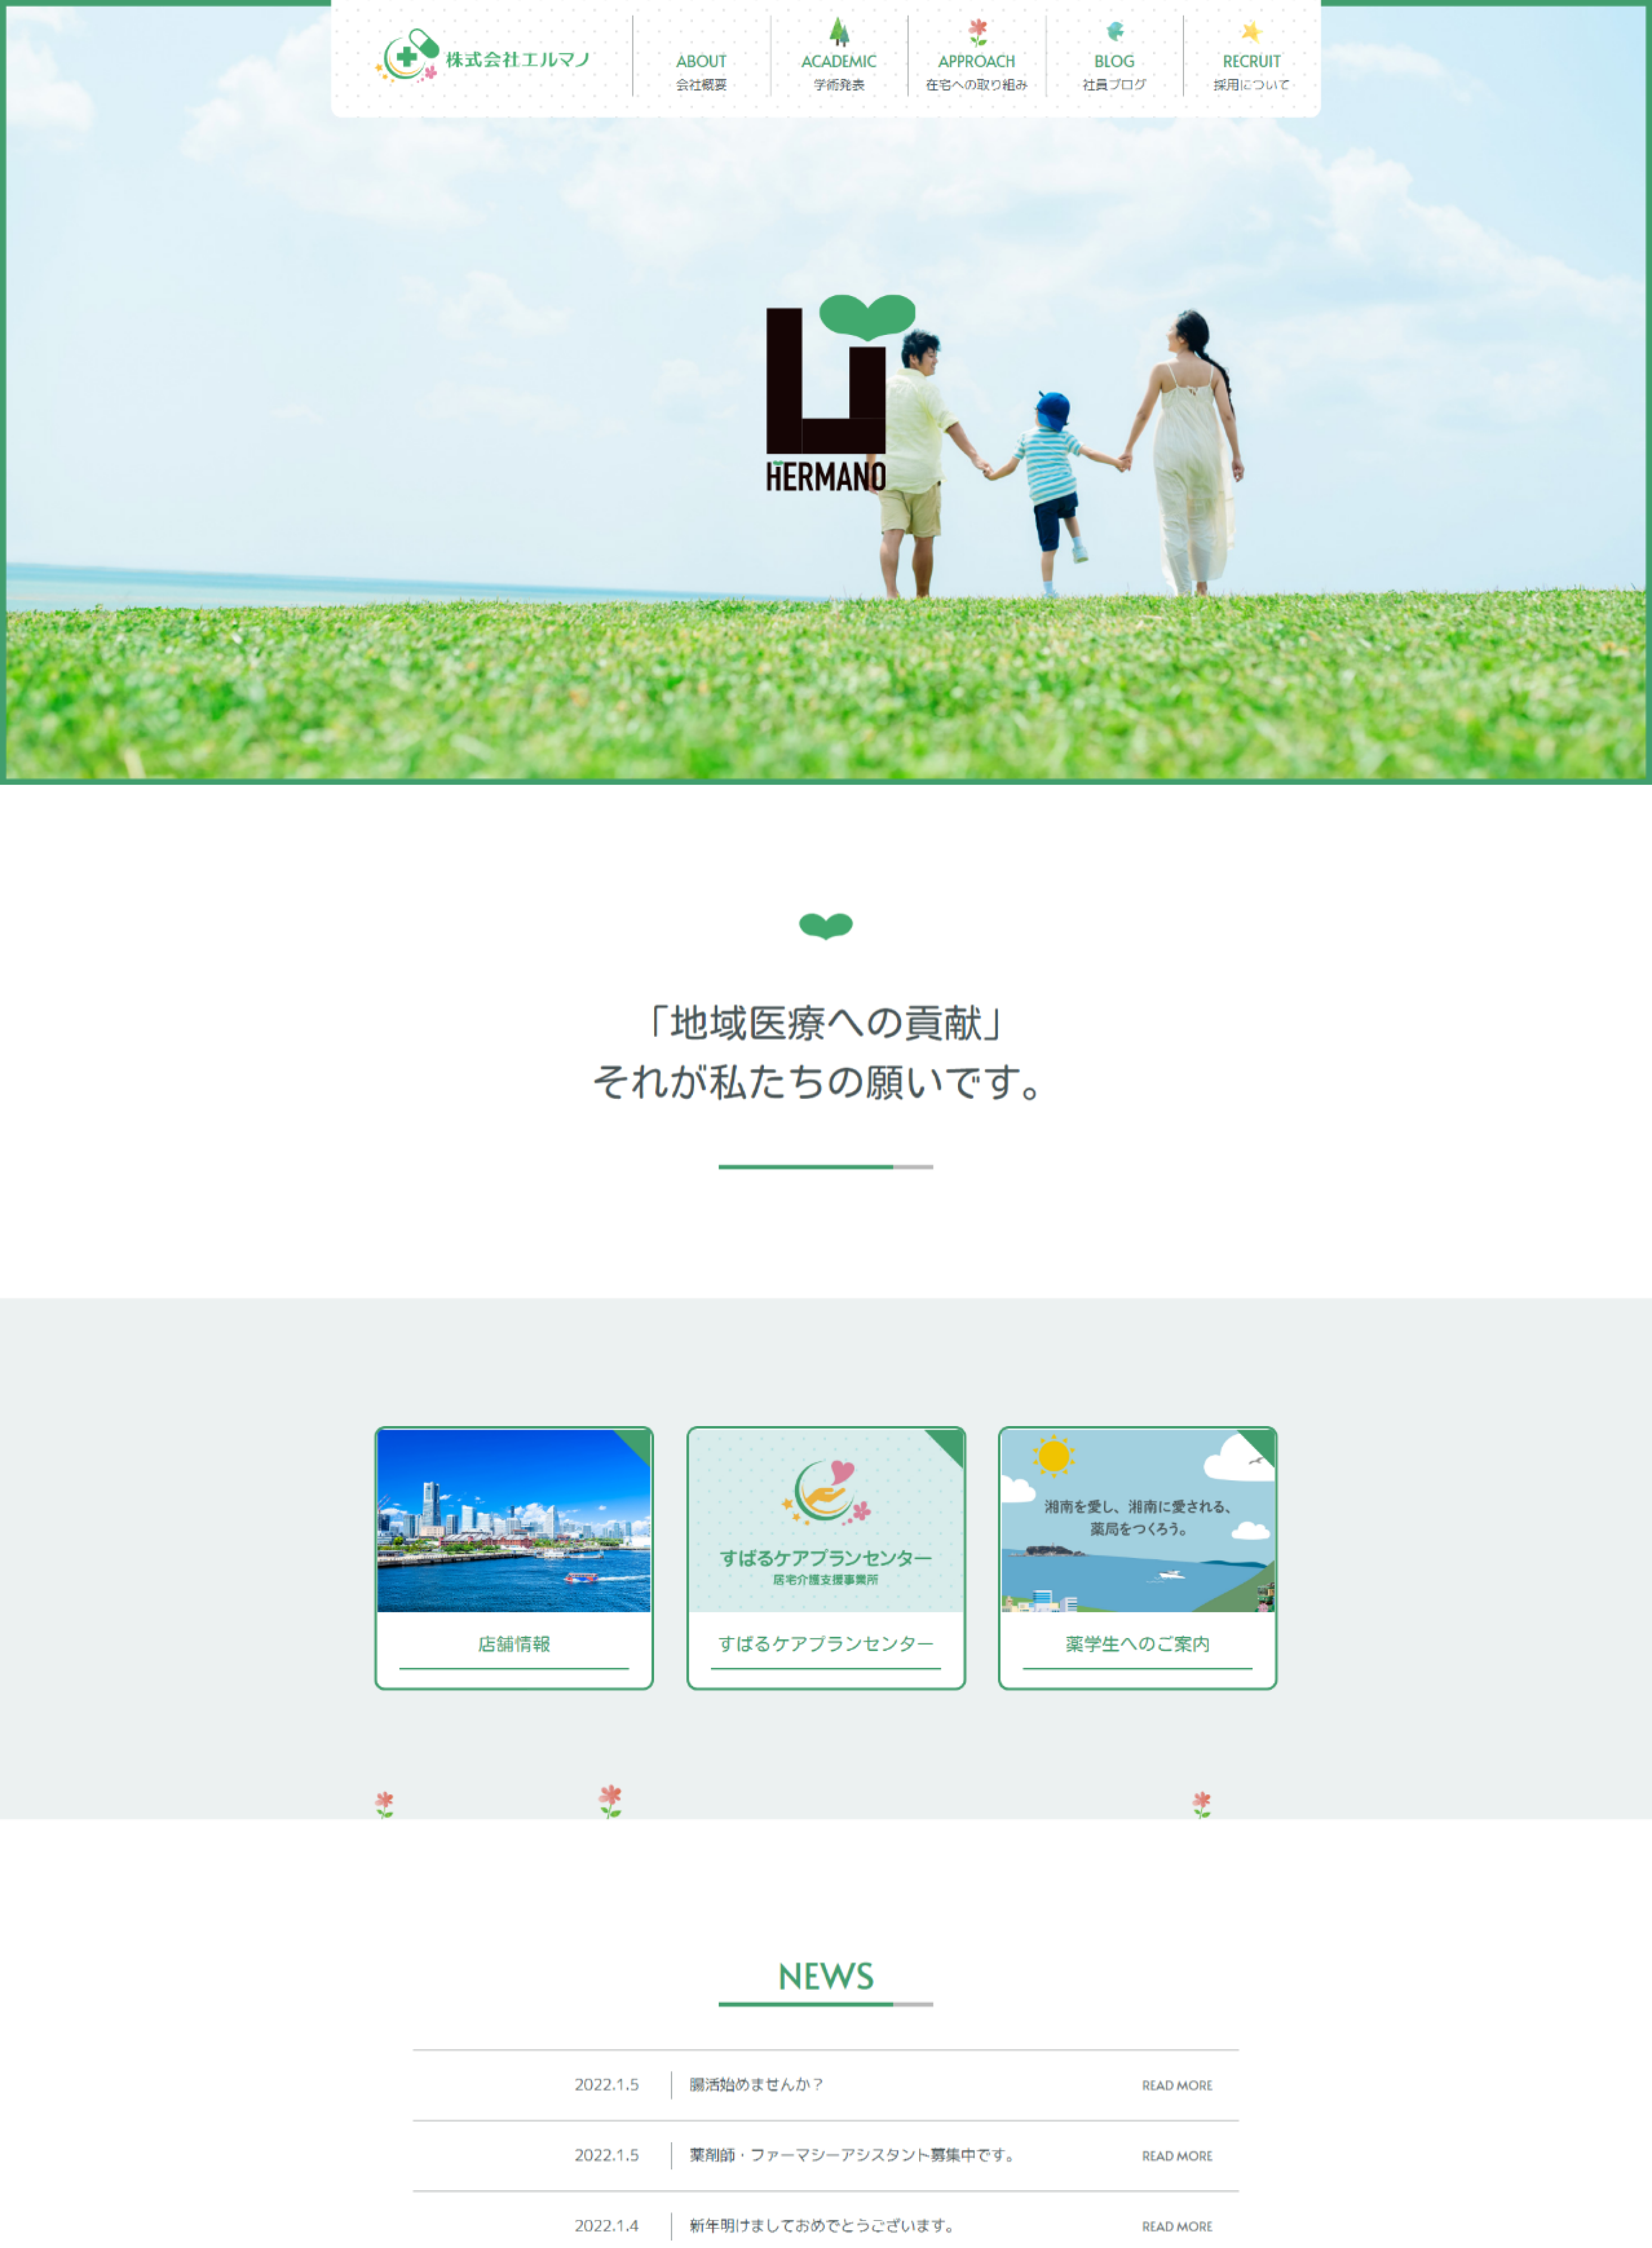 株式会社エルマノ
ABOUT
会社概要
ACADEMIC
学術発表
APPROACH
在宅への取り組み
BLOG
社員ブログ
RECRUIT
採用について
HERMANO
「地域医療への貢献」
それが私たちの願いです。
すばるケアプランセンター
居宅介護支援事業所
湘南を愛し、湘南に愛される、
薬局をつくろう。
店舗情報
すばるケアプランセンター
薬学生へのご案内
NEWS
2022.1.5 腸活始めませんか？ READ MORE
2022.1.5 薬剤師・ファーマシーアシスタント募集中です。 READ MORE
2022.1.4 新年明けましておめでとうございます。 READ MORE